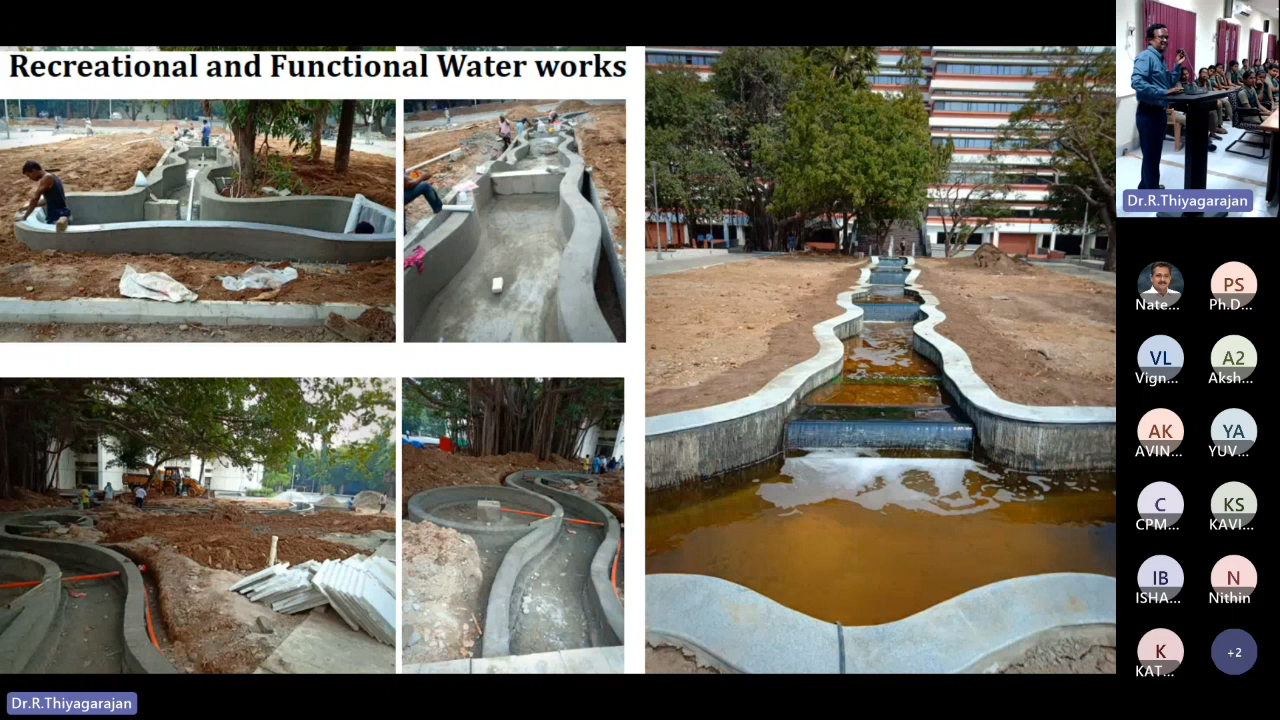 Recreational and Functional Water works
Dr.R.Thiyagarajan
Nate...
PS
Ph.D...
VL
Vign...
A2
Aksh...
AK
AVIN...
YA
YUV...
C
CPM...
KS
KAVI...
IB
ISHA...
N
Nithin
K
KAT...
+2
Dr.R.Thiyagarajan